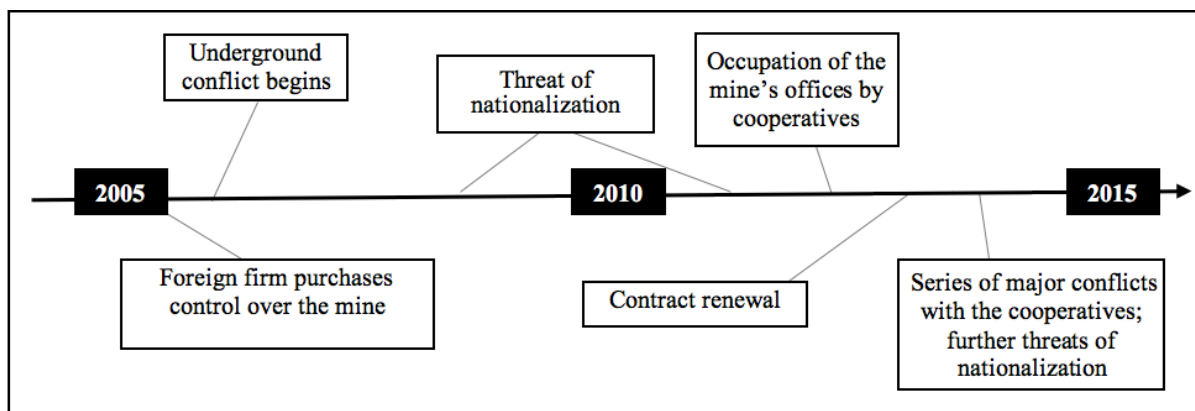 Underground
conflict begins
Threat of
nationalization
Occupation of the
mine’s offices by
cooperatives
2005
2010
2015
Foreign firm purchases
control over the mine
Contract renewal
Series of major conflicts
with the cooperatives;
further threats of
nationalization